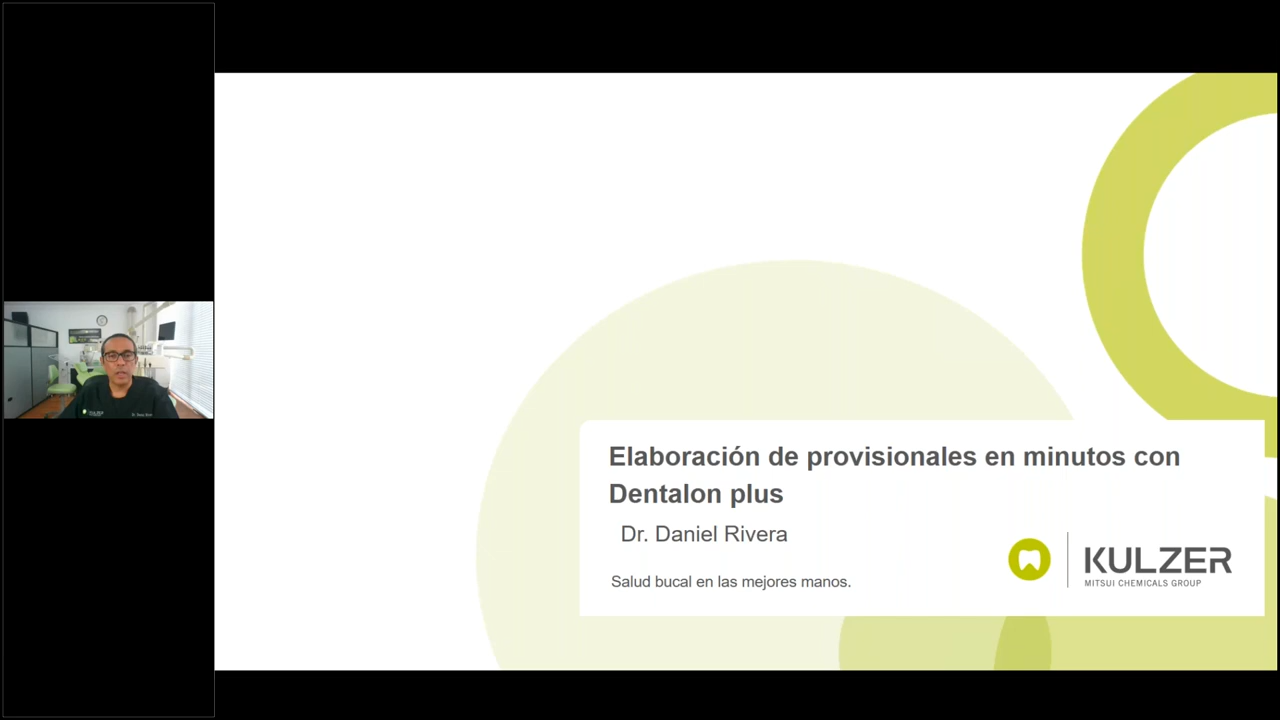 Elaboración de provisionales en minutos con
Dentalon plus
Dr. Daniel Rivera
Salud bucal en las mejores manos.
KULZER
MITSUI CHEMICALS GROUP